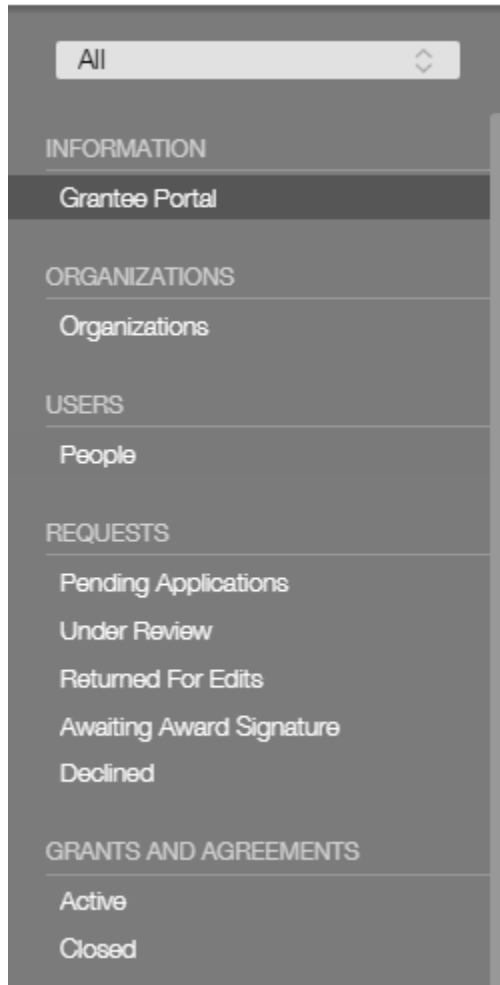 All
INFORMATION
Grantee Portal
ORGANIZATIONS
Organizations
USERS
People
REQUESTS
Pending Applications
Under Review
Returned For Edits
Awaiting Award Signature
Declined
GRANTS AND AGREEMENTS
Active
Closed